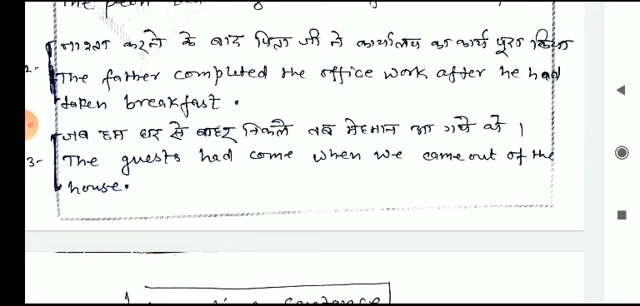 नाश्ता करने के बाद पिता जी ने कार्यालय का कार्य पूरा किया
2- The father completed the office work after he had
taken breakfast.
जब हम घर से बाहर निकले तब मेहमान आ गये थे।
3- The guests had come when we came out of the
house.